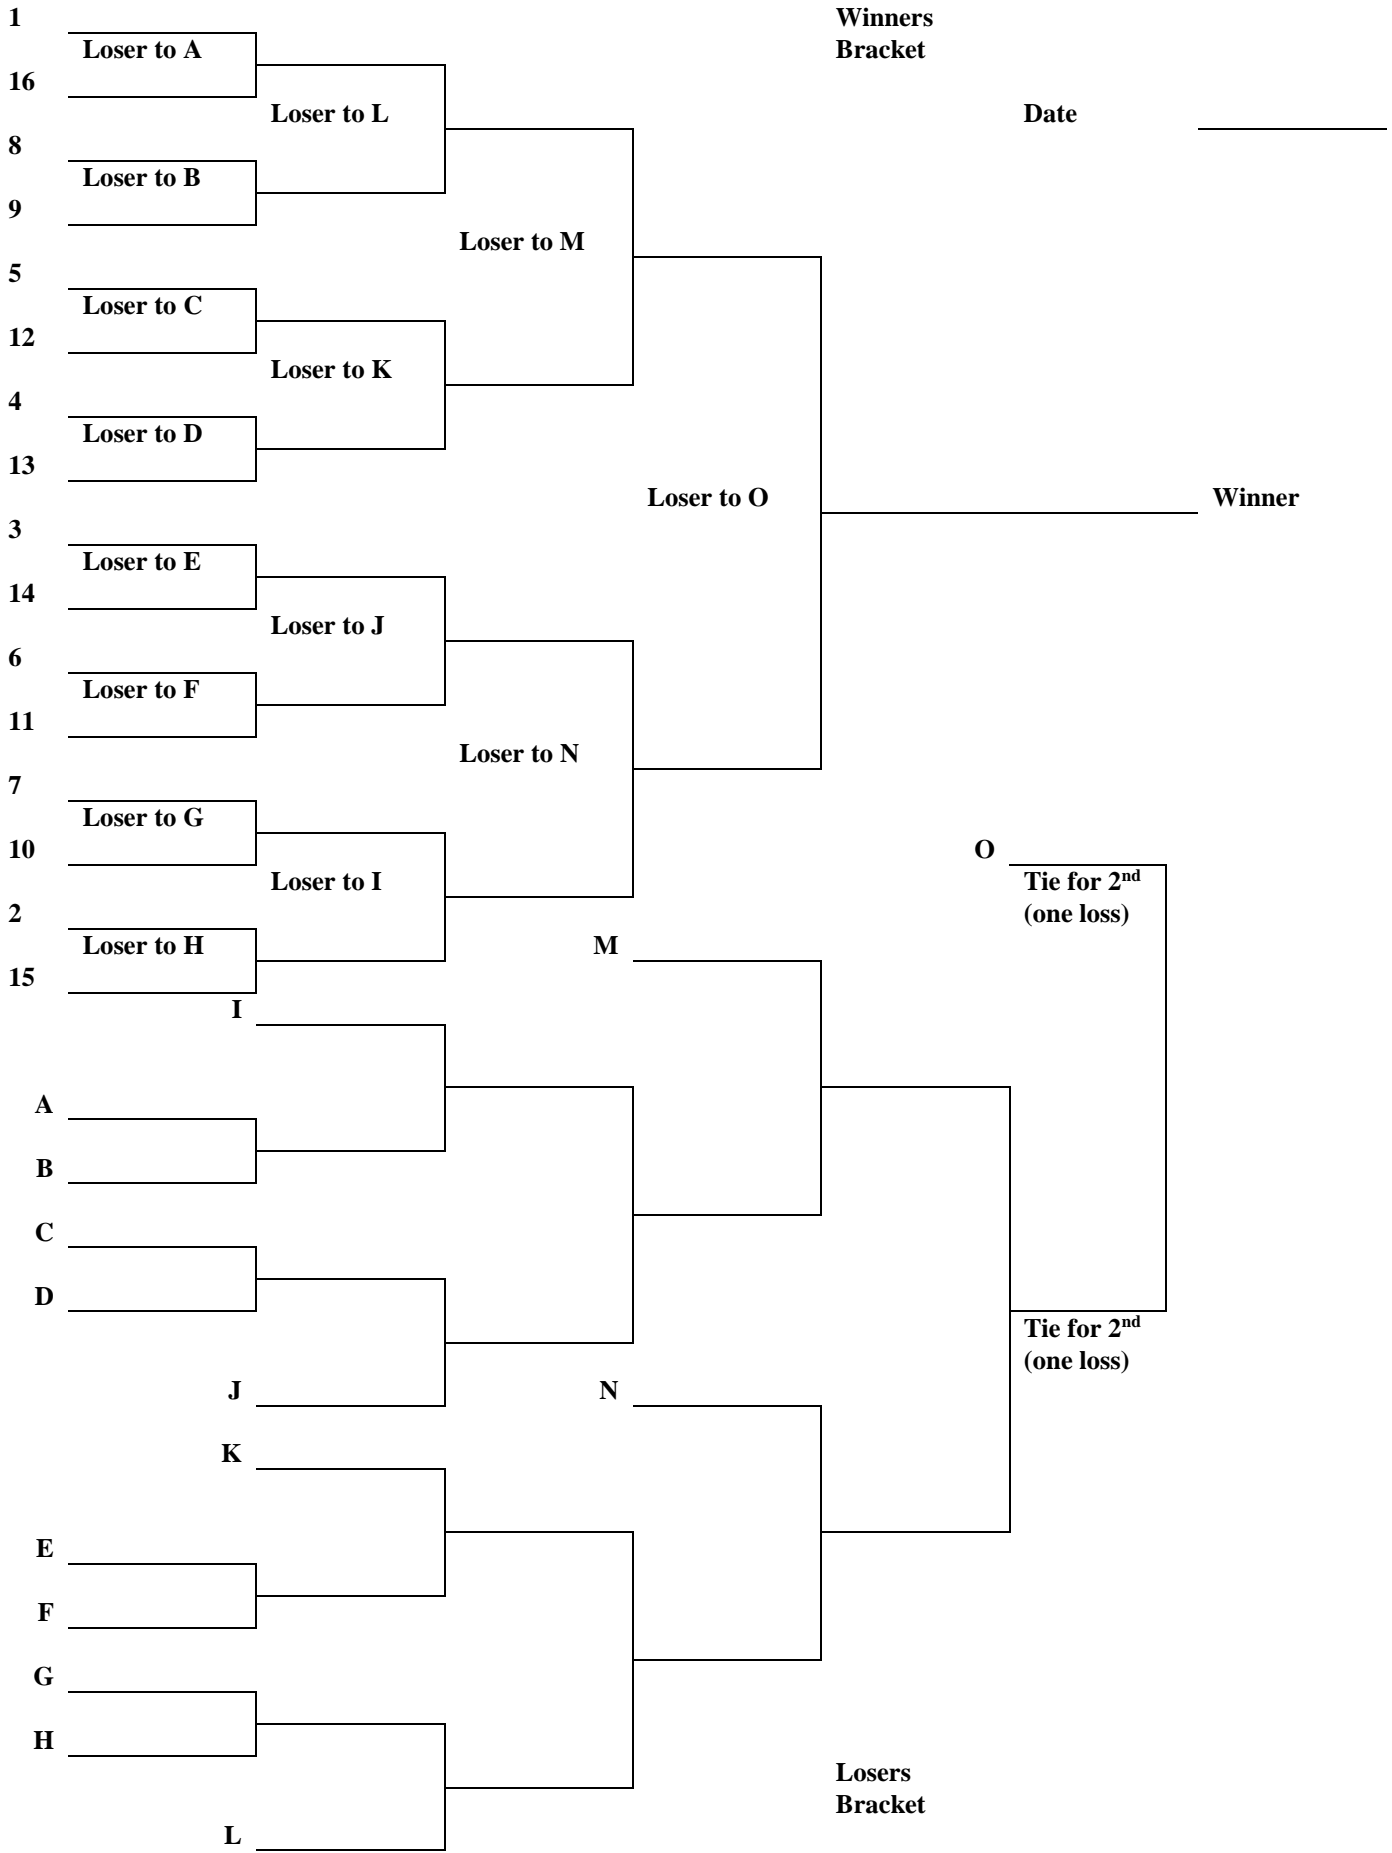 1
Winners
Bracket
Loser to A
16
Loser to L
Date
8
Loser to B
9
Loser to M
5
Loser to C
12
Loser to K
4
Loser to D
13
Loser to O
Winner
3
Loser to E
14
Loser to J
6
Loser to F
11
Loser to N
7
Loser to G
10
O
Loser to I
Tie for 2nd
(one loss)
2
Loser to H
M
15
I
A
B
C
D
Tie for 2nd
(one loss)
J
N
K
E
F
G
H
Losers
Bracket
L